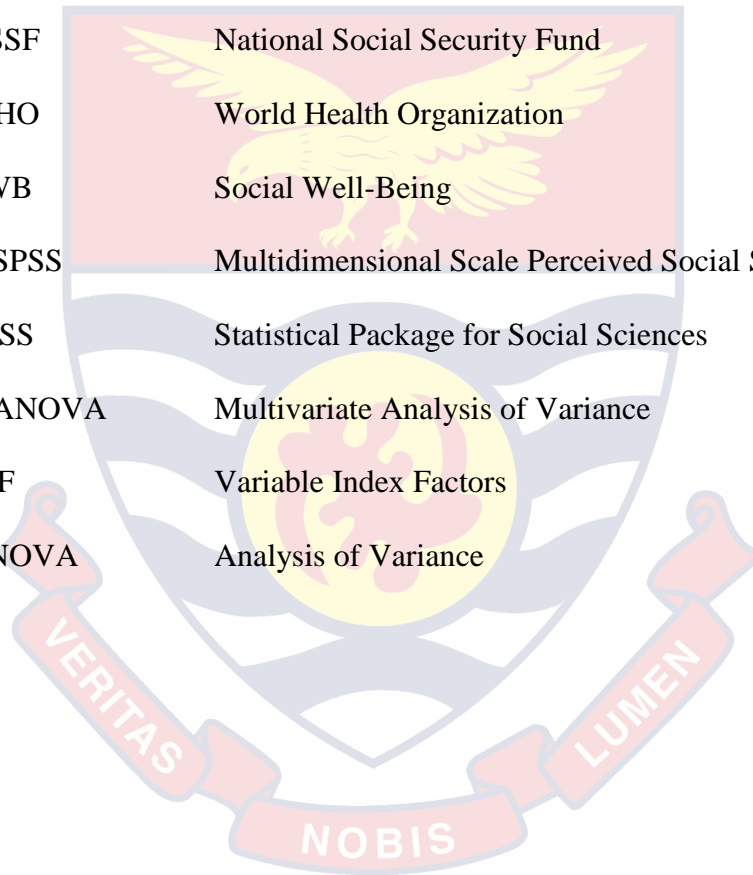 SSF National Social Security Fund
HO World Health Organization
WB Social Well-Being
SPSS Multidimensional Scale Perceived Social
SS Statistical Package for Social Sciences
ANOVA Multivariate Analysis of Variance
F Variable Index Factors
NOVA Analysis of Variance
VERITAS
NOBIS
LUMEN